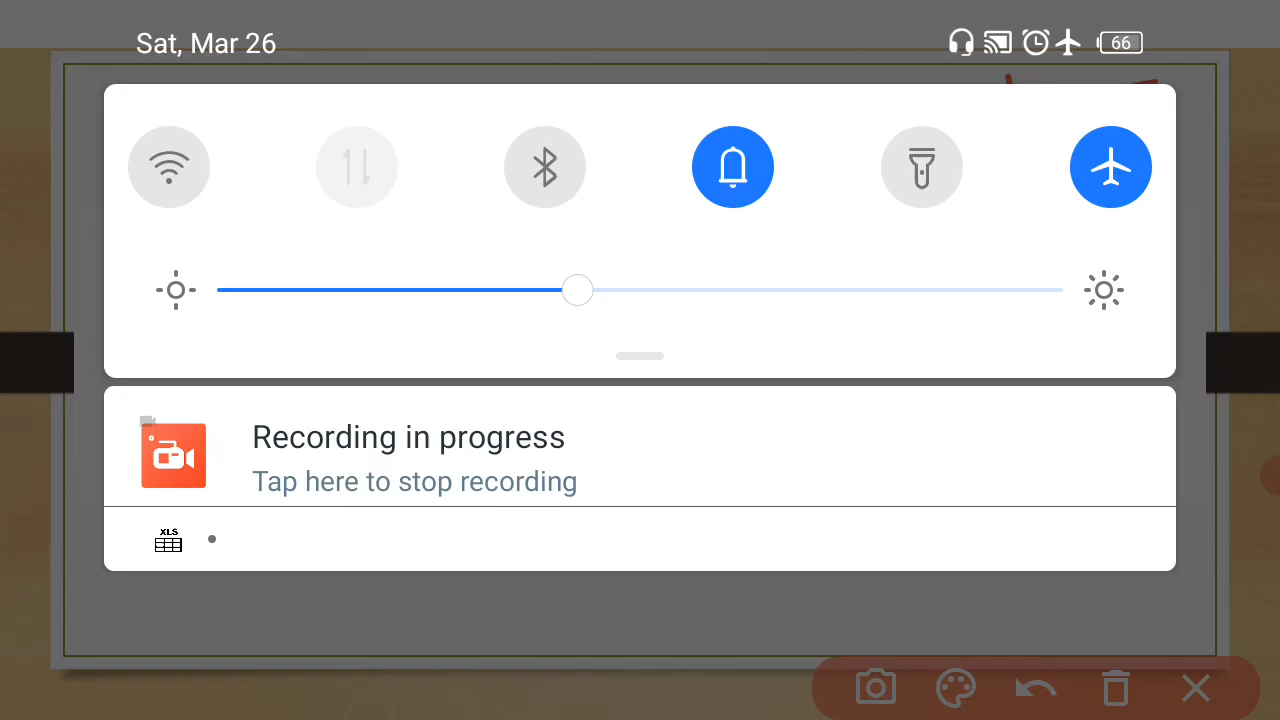 Sat, Mar 26
66
Recording in progress
Tap here to stop recording
XLS